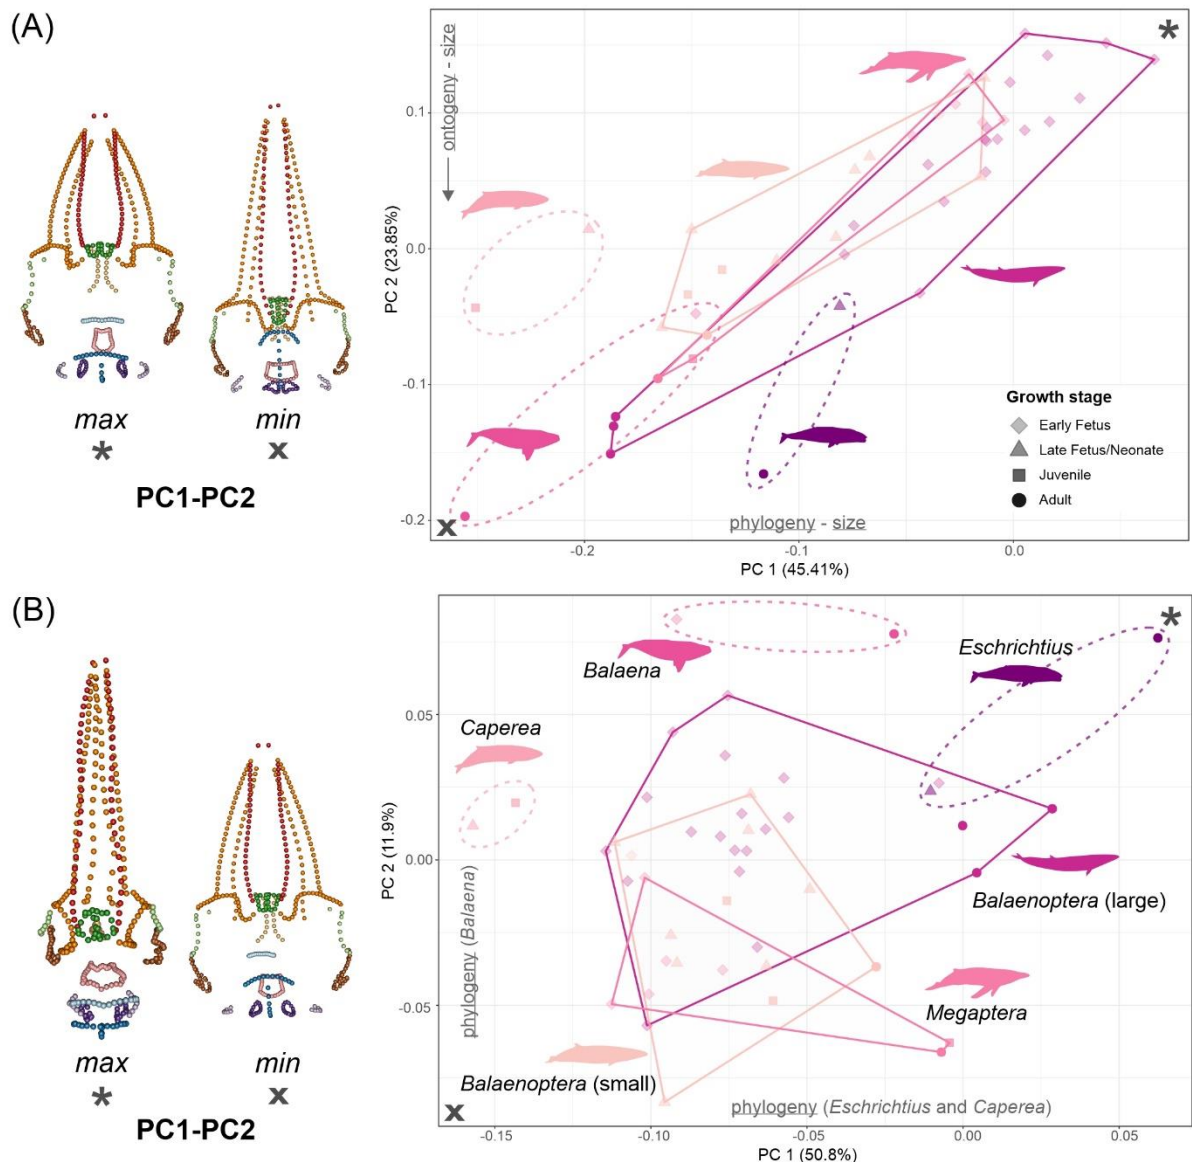 (A)
max
*
min
x
PC1-PC2
ontogeny - size
*
PC 2 (23.85%)
0.1
0.0
-0.1
-0.2
Growth stage
Early Fetus
Late Fetus/Neonate
Juvenile
Adult
x
phylogeny - size
-0.2
-0.1
0.0
PC 1 (45.41%)
(B)
max
*
min
x
PC1-PC2
*
Balaena
Eschrichtius
Caperea
PC 2 (11.9%)
0.05
0.00
-0.05
phylogeny (Balaena)
Balaenoptera (large)
Megaptera
Balaenoptera (small)
x
phylogeny (Eschrichtius and Caperea)
-0.15
-0.10
-0.05
0.00
0.05
PC 1 (50.8%)